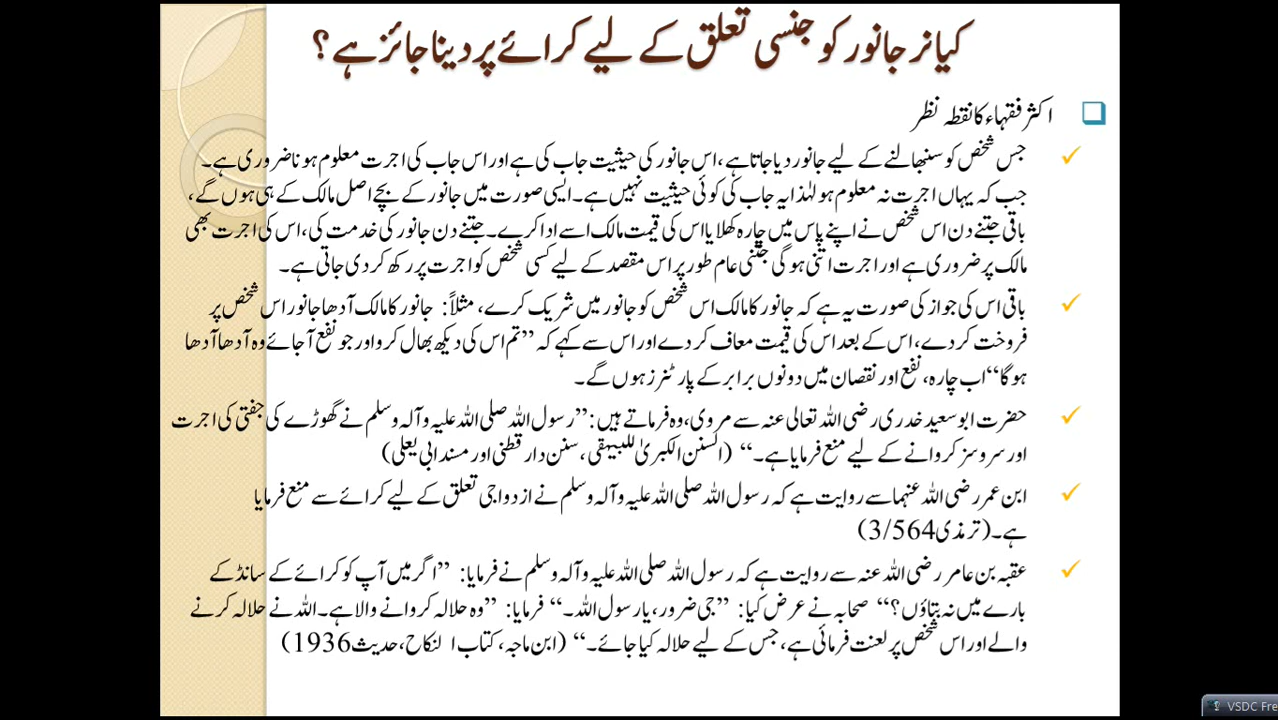 کیا نر جانور کو جنسی تعلق کے لیے کرائے پر دینا جائز ہے؟
اکثر فقہاء کا نقطہ نظر
جس شخص کو سنبھالنے کے لیے جانور دیا جاتا ہے، اس جانور کی حیثیت جاب کی ہے اور اس جاب کی اجرت معلوم ہونا ضروری ہے۔
جب کہ یہاں اجرت نہ معلوم ہو لہٰذا یہ جاب کی کوئی حیثیت نہیں ہے۔ ایسی صورت میں جانور کے بچے اصل مالک کے ہی ہوں گے،
باقی جتنے دن اس شخص نے اپنے پاس میں چارہ کھلایا اس کی قیمت مالک اسے ادا کرے۔ جتنے دن جانور کی خدمت کی، اس کی اجرت بھی
مالک پر ضروری ہے اور اجرت اتنی ہو گی جتنی عام طور پر اس مقصد کے لیے کسی شخص کو اجرت پر رکھ کر دی جاتی ہے۔
باقی اس کی جواز کی صورت یہ ہے کہ جانور کا مالک اس شخص کو جانور میں شریک کرے، مثلاً: جانور کا مالک آدھا جانور اس شخص پر
فروخت کر دے، اس کے بعد اس کی قیمت معاف کر دے اور اس سے کہے کہ ”تم اس کی دیکھ بھال کرو اور جو نفع آ جائے وہ آدھا آدھا
ہو گا“ اب چارہ، نفع اور نقصان میں دونوں برابر کے پارٹنرز ہوں گے۔
حضرت ابو سعید خدری رضی اللہ تعالی عنہ سے مروی، وہ فرماتے ہیں: ”رسول اللہ صلی اللہ علیہ وآلہ وسلم نے گھوڑے کی جفتی کی اجرت
اور سروسز کروانے کے لیے منع فرمایا ہے۔“ (السنن الکبریٰ للبیہقی، سنن دار قطنی اور مسند ابی یعلی)
ابن عمر رضی اللہ عنہما سے روایت ہے کہ رسول اللہ صلی اللہ علیہ وآلہ وسلم نے ازدواجی تعلق کے لیے کرائے سے منع فرمایا
ہے۔ (ترمذی 3/564)
عقبہ بن عامر رضی اللہ عنہ سے روایت ہے کہ رسول اللہ صلی اللہ علیہ وآلہ وسلم نے فرمایا: ”اگر میں آپ کو کرائے کے سانڈ کے
بارے میں نہ بتاؤں؟“ صحابہ نے عرض کیا: ”جی ضرور، یا رسول اللہ۔“ فرمایا: ”وہ حلالہ کروانے والا ہے۔ اللہ نے حلالہ کرنے
والے اور اس شخص پر لعنت فرمائی ہے، جس کے لیے حلالہ کیا جائے۔“ (ابن ماجہ، کتاب ا لنکاح، حدیث 1936)
VSDC Fre